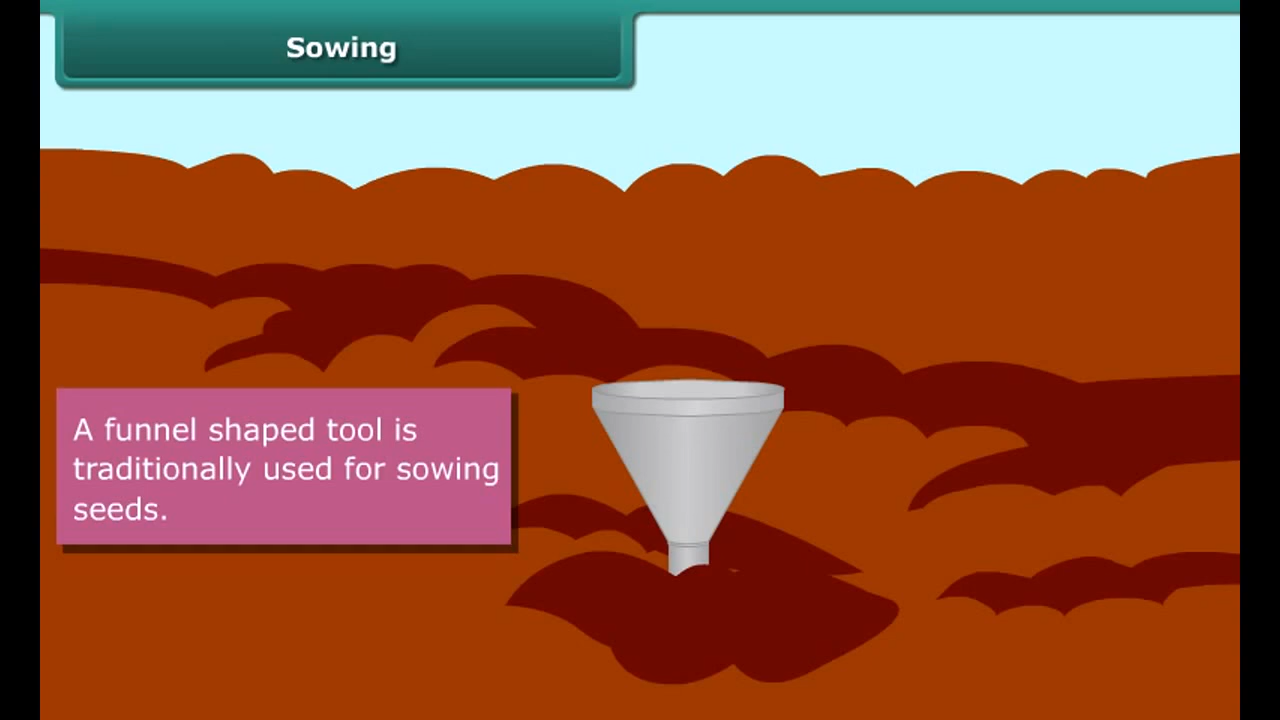 Sowing
A funnel shaped tool is
traditionally used for sowing
seeds.